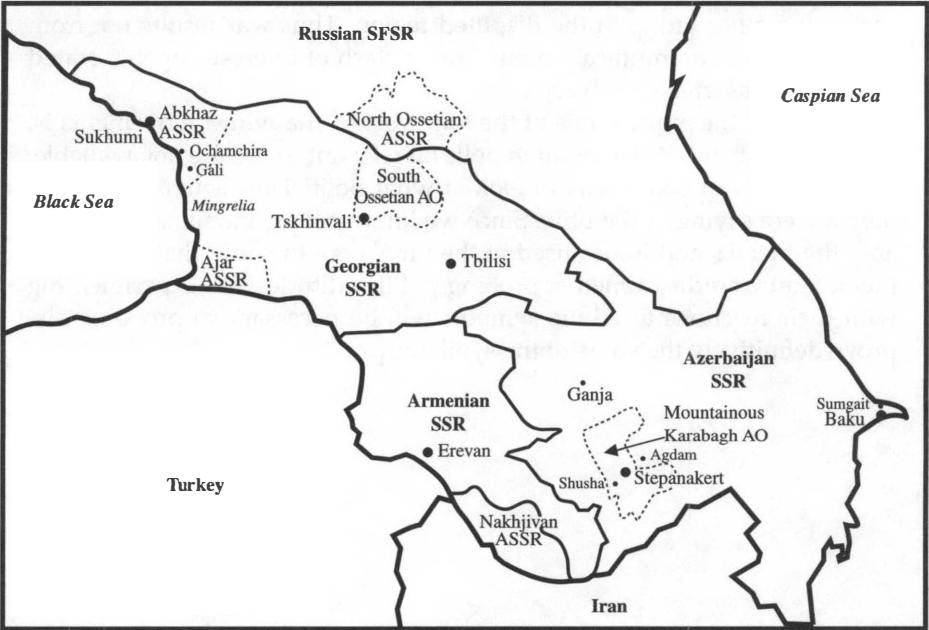 Russian SFSR
Caspian Sea
Abkhaz
ASSR
North Ossetian
ASSR
Sukhumi
Ochamchira
Gali
South
Ossetian AO
Black Sea
Mingrelia
Tskhinvali
Tbilisi
Ajar
ASSR
Georgian
SSR
Azerbaijan
SSR
Ganja
Armenian
SSR
Mountainous
Karabagh AO
Sumgait
Baku
Erevan
Agdam
Stepanakert
Shusha
Turkey
Nakhjivan
ASSR
Iran